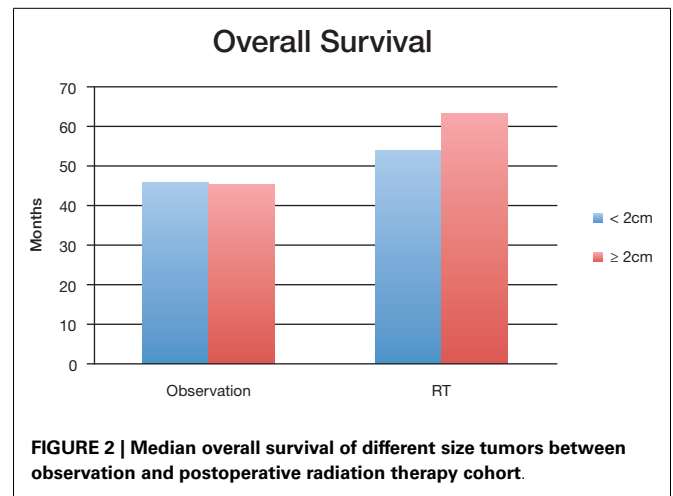 Overall Survival
70
60
50
40
30
20
10
0
Months
Observation
RT
< 2cm
≥ 2cm
FIGURE 2 | Median overall survival of different size tumors between
observation and postoperative radiation therapy cohort.